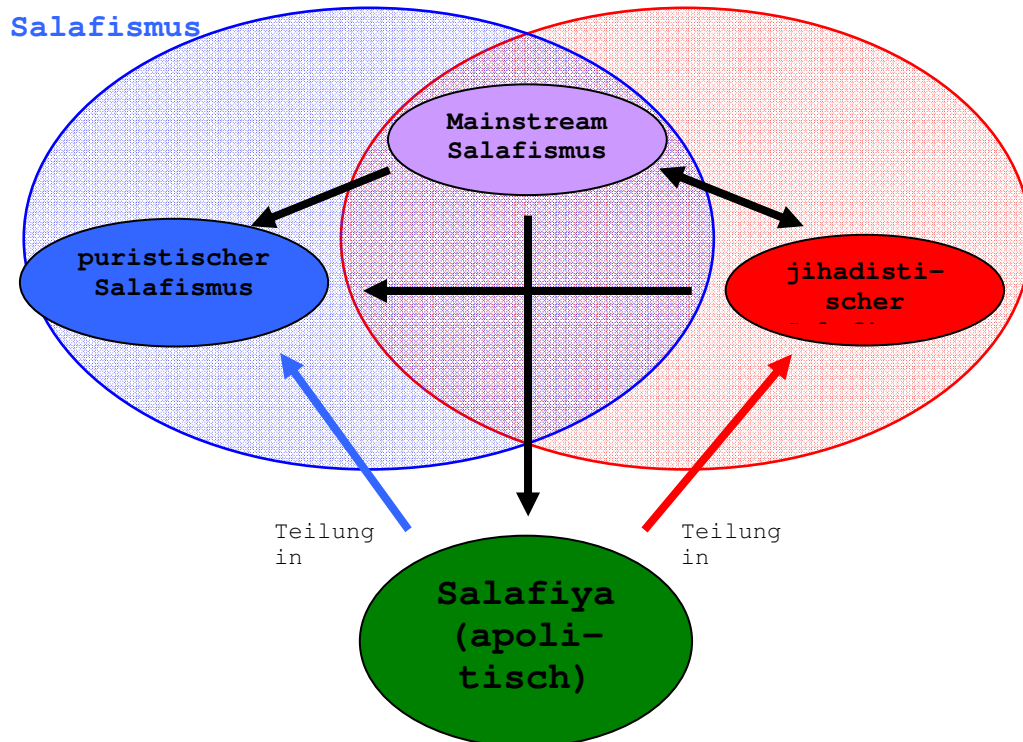 Salafismus
Mainstream
Salafismus
puristischer
Salafismus
jihadisti-
scher
Teilung
in
Teilung
in
Salafiya
(apoli-
tisch)